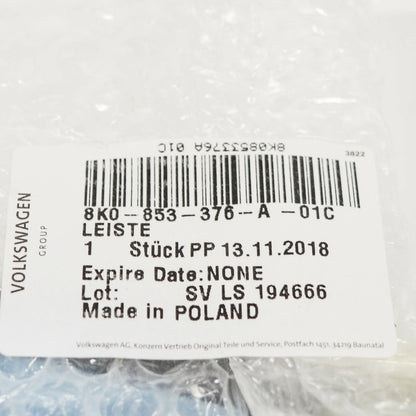 8K0853376A 01C
3822
8K0-853-376-A -01C
LEISTE
1 Stück PP 13.11.2018
Expire Date:NONE
Lot: SV LS 194666
Made in POLAND
VOLKSWAGEN
GROUP
Volkswagen AG, Konzern Vertrieb Original Teile und Service, Postfach 1451, 34219 Baunatal